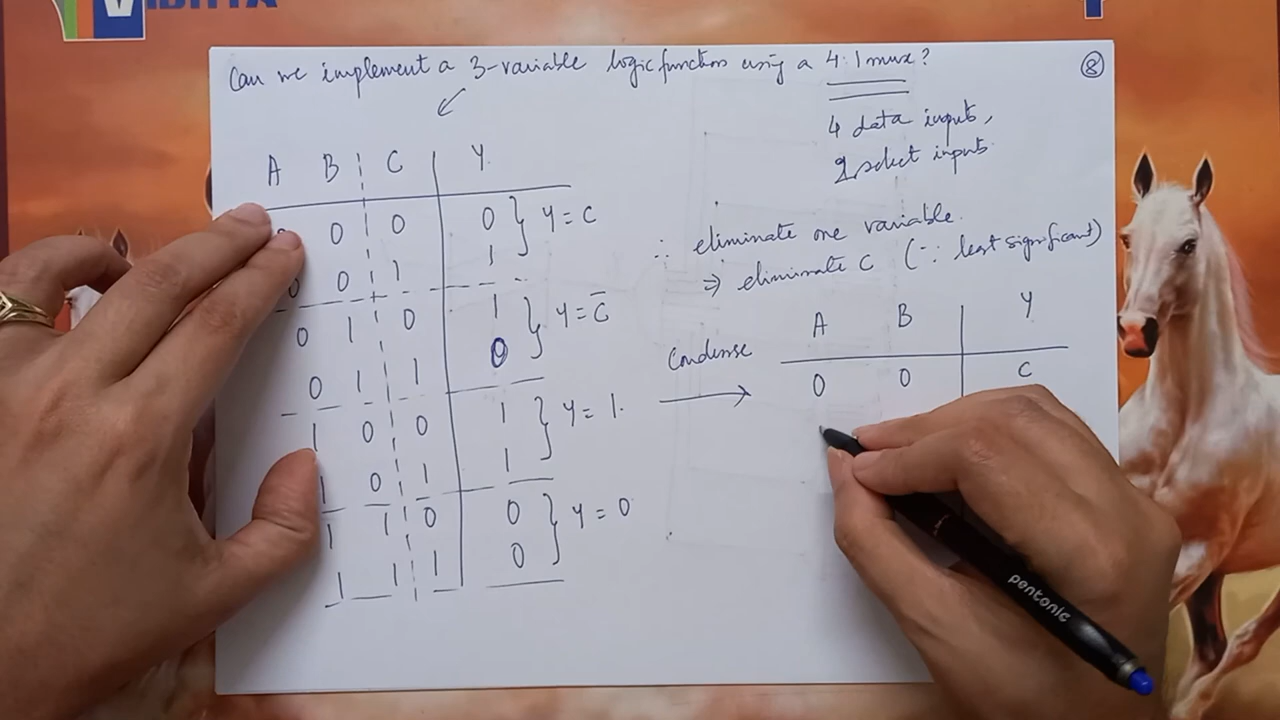 Can we implement a 3-variable logic function using a 4:1 mux?
8
4 data inputs,
2 select inputs.
A B C Y
0 0 0 } Y = C
0 1 1
0 1 0 1 } Y = C̄
0 1 1 0
1 0 0 1 } Y = 1.
1 0 1 1
1 1 0 0 } Y = 0
1 1 1 0
∴ eliminate one variable.
⇒ eliminate C (∵ least significant)
Condense
A B Y
0 0 C
pentonic